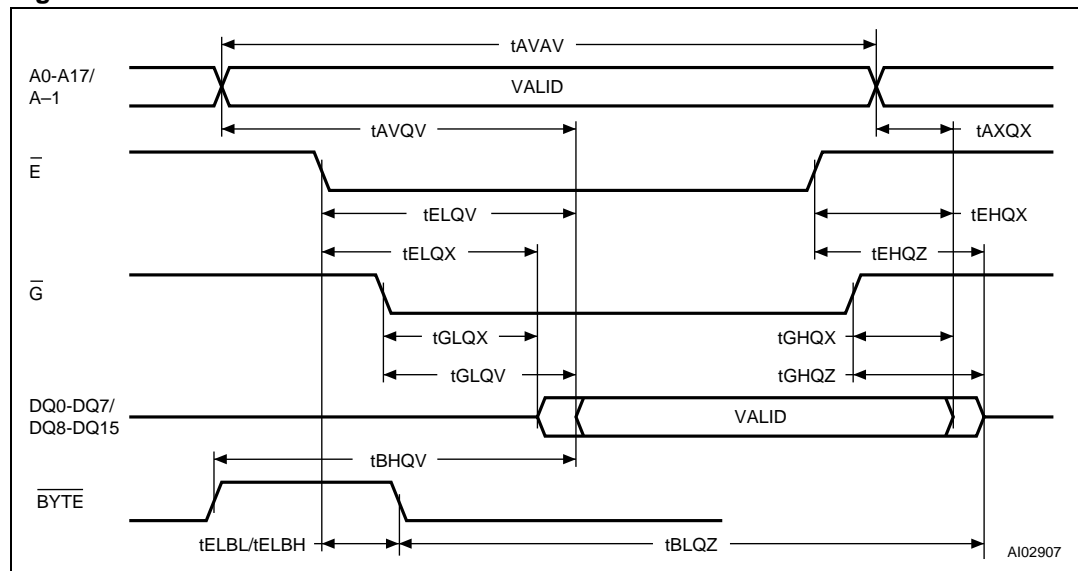 tAVAV
A0-A17/
A–1
VALID
tAVQV
tAXQX
E
tELQV
tEHQX
tELQX
tEHQZ
G
tGLQX
tGHQX
tGLQV
tGHQZ
DQ0-DQ7/
DQ8-DQ15
VALID
tBHQV
BYTE
tELBL/tELBH
tBLQZ
AI02907